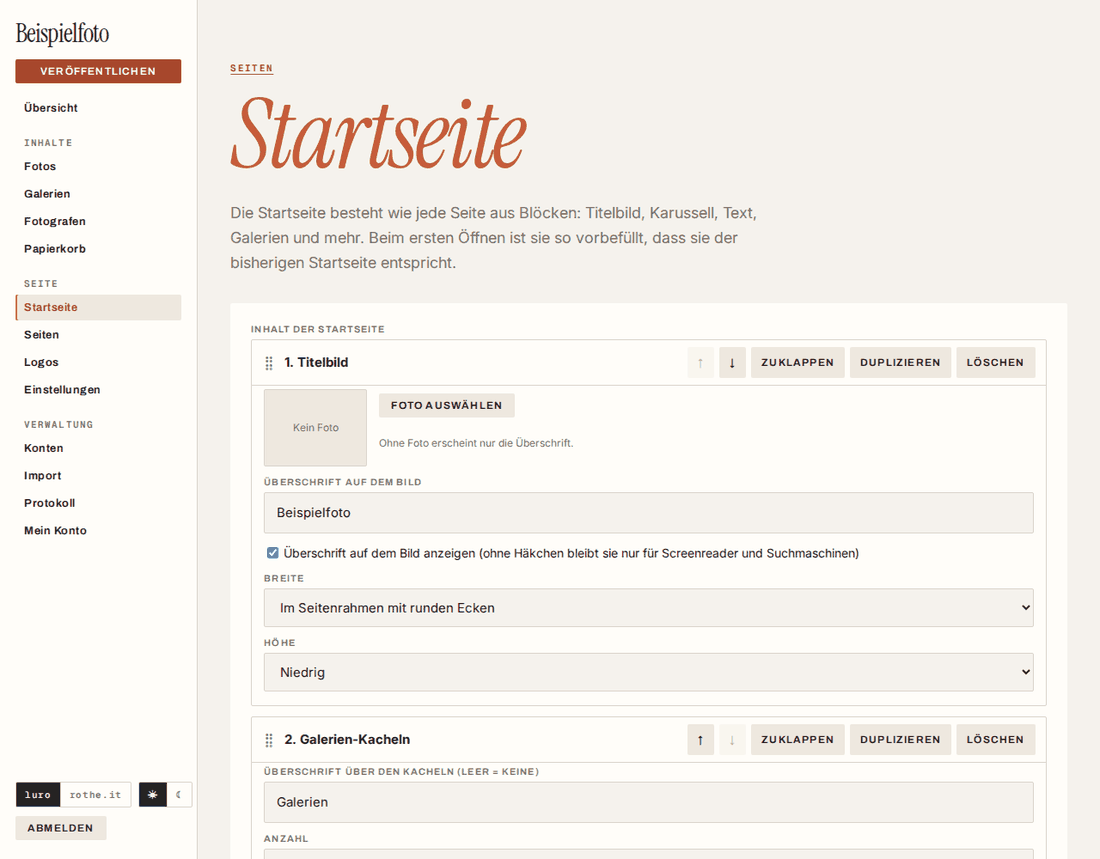 Beispielfoto
VERÖFFENTLICHEN
Übersicht
INHALTE
Fotos
Galerien
Fotografen
Papierkorb
SEITE
Startseite
Seiten
Logos
Einstellungen
VERWALTUNG
Konten
Import
Protokoll
Mein Konto
luro rothe.it
ABMELDEN
SEITEN
Startseite
Die Startseite besteht wie jede Seite aus Blöcken: Titelbild, Karussell, Text,
Galerien und mehr. Beim ersten Öffnen ist sie so vorbefüllt, dass sie der
bisherigen Startseite entspricht.
INHALT DER STARTSEITE
1. Titelbild ↑ ↓ ZUKLAPPEN DUPLIZIEREN LÖSCHEN
Kein Foto
FOTO AUSWÄHLEN
Ohne Foto erscheint nur die Überschrift.
ÜBERSCHRIFT AUF DEM BILD
Beispielfoto
Überschrift auf dem Bild anzeigen (ohne Häkchen bleibt sie nur für Screenreader und Suchmaschinen)
BREITE
Im Seitenrahmen mit runden Ecken
HÖHE
Niedrig
2. Galerien-Kacheln ↑ ↓ ZUKLAPPEN DUPLIZIEREN LÖSCHEN
ÜBERSCHRIFT ÜBER DEN KACHELN (LEER = KEINE)
Galerien
ANZAHL